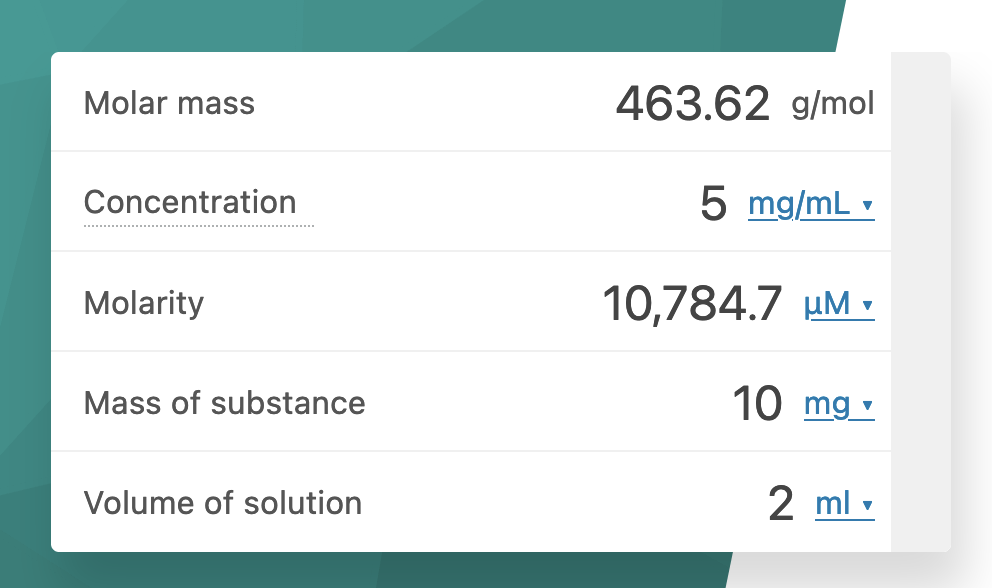 Molar mass 463.62 g/mol
Concentration 5 mg/mL ▾
Molarity 10,784.7 μM ▾
Mass of substance 10 mg ▾
Volume of solution 2 ml ▾